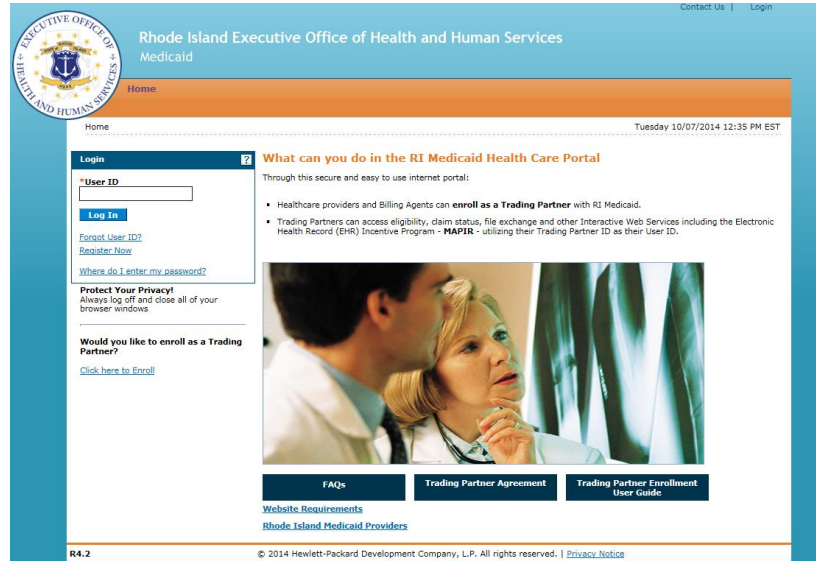 Contact Us | Login
EXECUTIVE OFFICE OF
HEALTH AND HUMAN SERVICES
HOPE
Rhode Island Executive Office of Health and Human Services
Medicaid
Home
Home
Tuesday 10/07/2014 12:35 PM EST
Login
?
*User ID
Log In
Forgot User ID?
Register Now
Where do I enter my password?
Protect Your Privacy!
Always log off and close all of your
browser windows
Would you like to enroll as a Trading
Partner?
Click here to Enroll
What can you do in the RI Medicaid Health Care Portal
Through this secure and easy to use internet portal:
▪ Healthcare providers and Billing Agents can enroll as a Trading Partner with RI Medicaid.
▪ Trading Partners can access eligibility, claim status, file exchange and other Interactive Web Services including the Electronic
Health Record (EHR) Incentive Program - MAPIR - utilizing their Trading Partner ID as their User ID.
FAQs
Trading Partner Agreement
Trading Partner Enrollment
User Guide
Website Requirements
Rhode Island Medicaid Providers
R4.2
© 2014 Hewlett-Packard Development Company, L.P. All rights reserved. | Privacy Notice